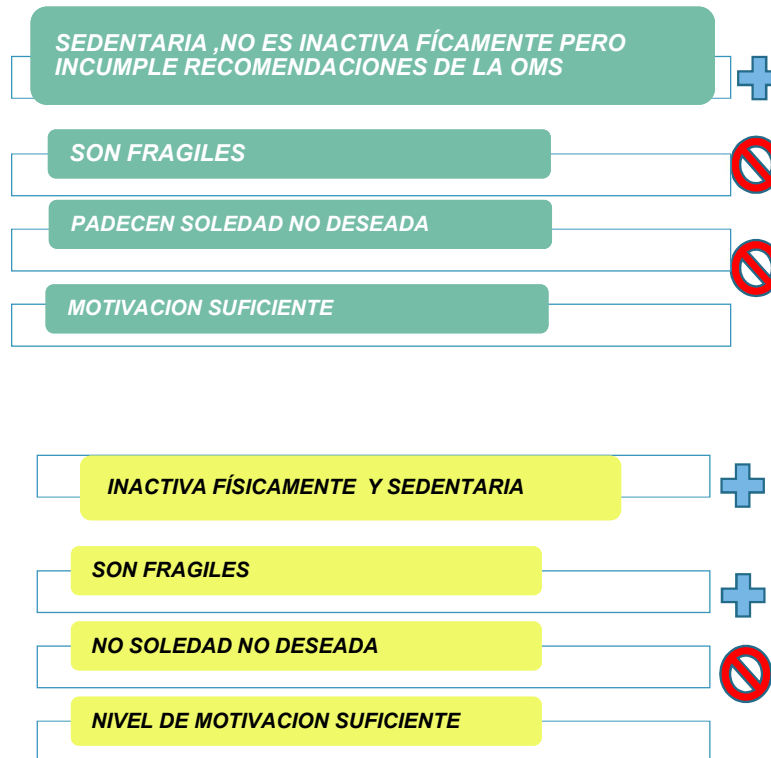 SEDENTARIA ,NO ES INACTIVA FÍCAMENTE PERO
INCUMPLE RECOMENDACIONES DE LA OMS
SON FRAGILES
PADECEN SOLEDAD NO DESEADA
MOTIVACION SUFICIENTE
INACTIVA FÍSICAMENTE Y SEDENTARIA
SON FRAGILES
NO SOLEDAD NO DESEADA
NIVEL DE MOTIVACION SUFICIENTE